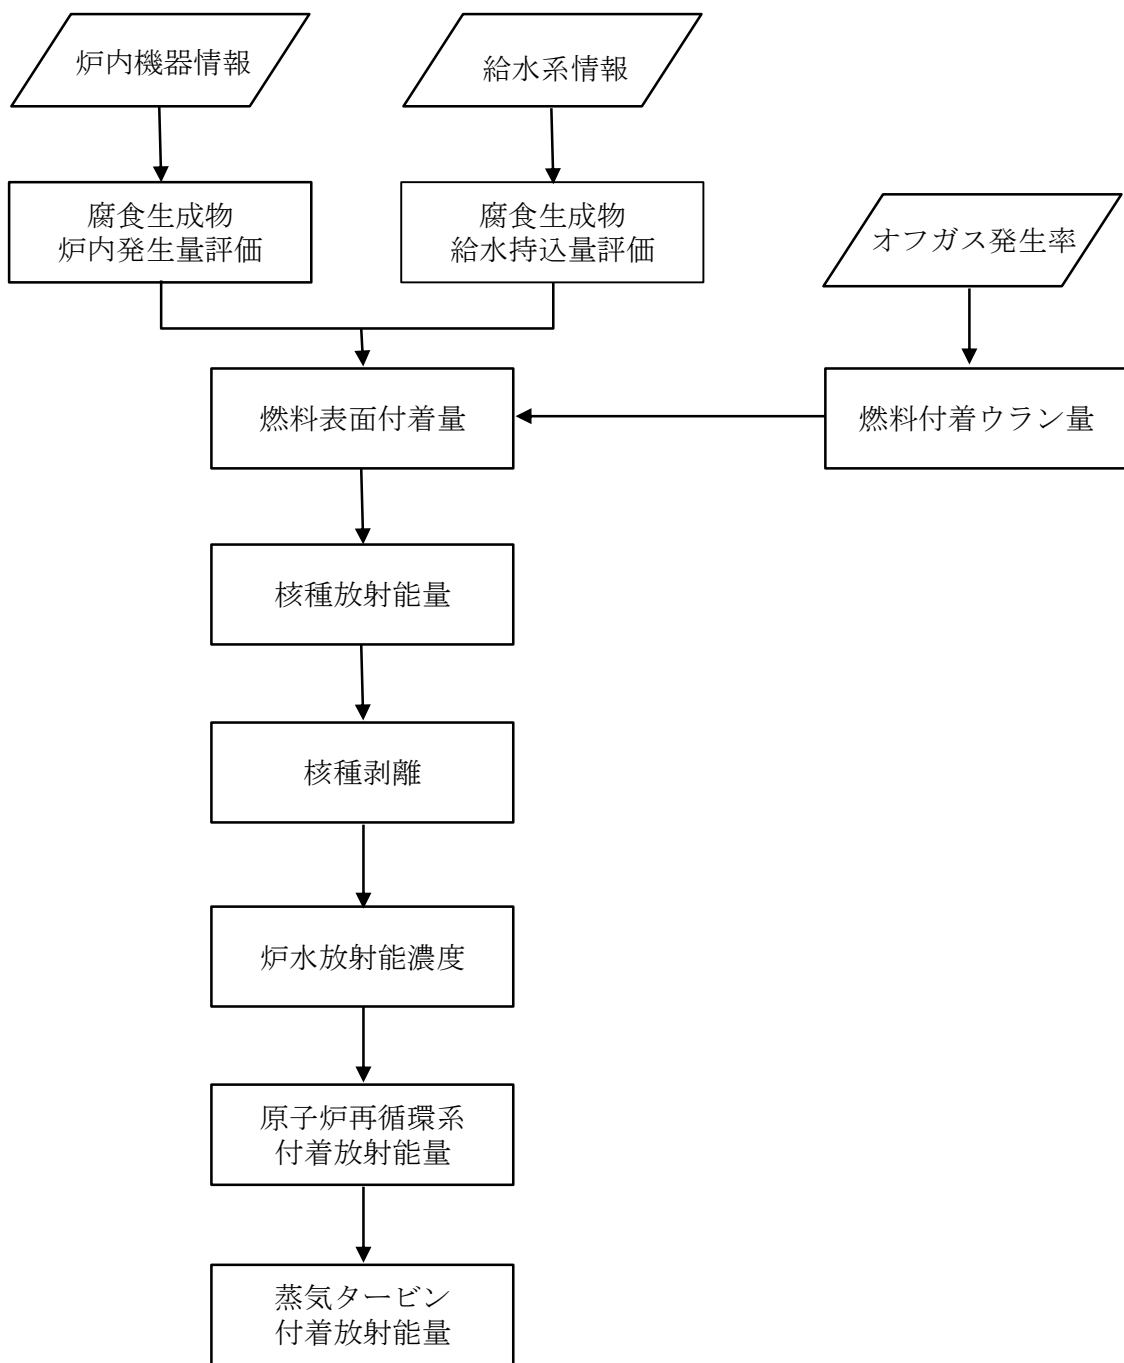 炉内機器情報
給水系情報
腐食生成物
炉内発生量評価
腐食生成物
給水持込量評価
オフガス発生率
燃料表面付着量
燃料付着ウラン量
核種放射能量
核種剥離
炉水放射能濃度
原子炉再循環系
付着放射能量
蒸気タービン
付着放射能量